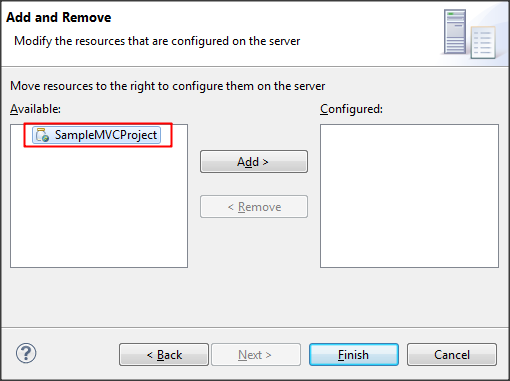 Add and Remove
Modify the resources that are configured on the server
Move resources to the right to configure them on the server
Available:
Configured:
SampleMVCProject
Add >
< Remove
?
< Back
Next >
Finish
Cancel